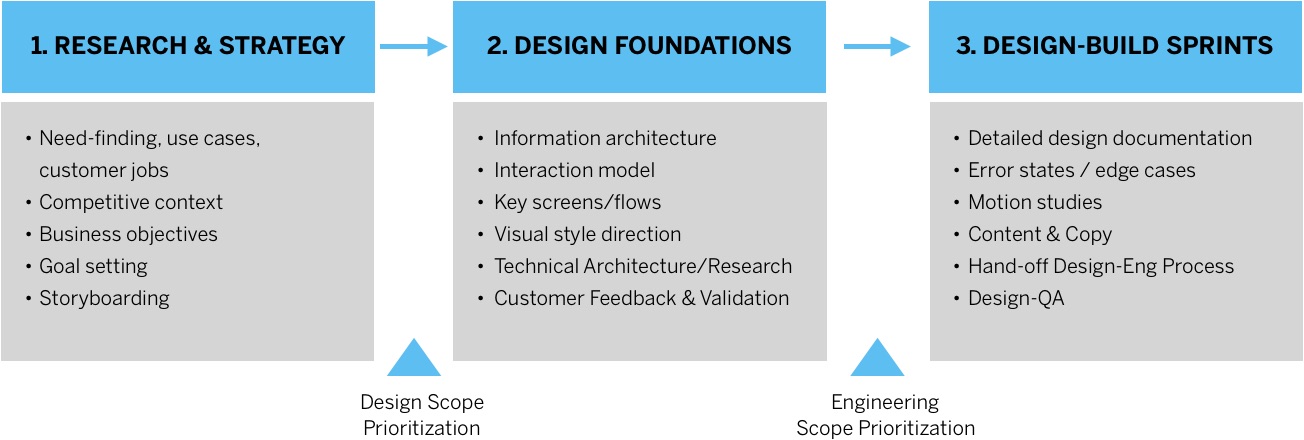 1. RESEARCH & STRATEGY
• Need-finding, use cases,
customer jobs
• Competitive context
• Business objectives
• Goal setting
• Storyboarding
Design Scope
Prioritization
2. DESIGN FOUNDATIONS
• Information architecture
• Interaction model
• Key screens/flows
• Visual style direction
• Technical Architecture/Research
• Customer Feedback & Validation
Engineering
Scope Prioritization
3. DESIGN-BUILD SPRINTS
• Detailed design documentation
• Error states / edge cases
• Motion studies
• Content & Copy
• Hand-off Design-Eng Process
• Design-QA